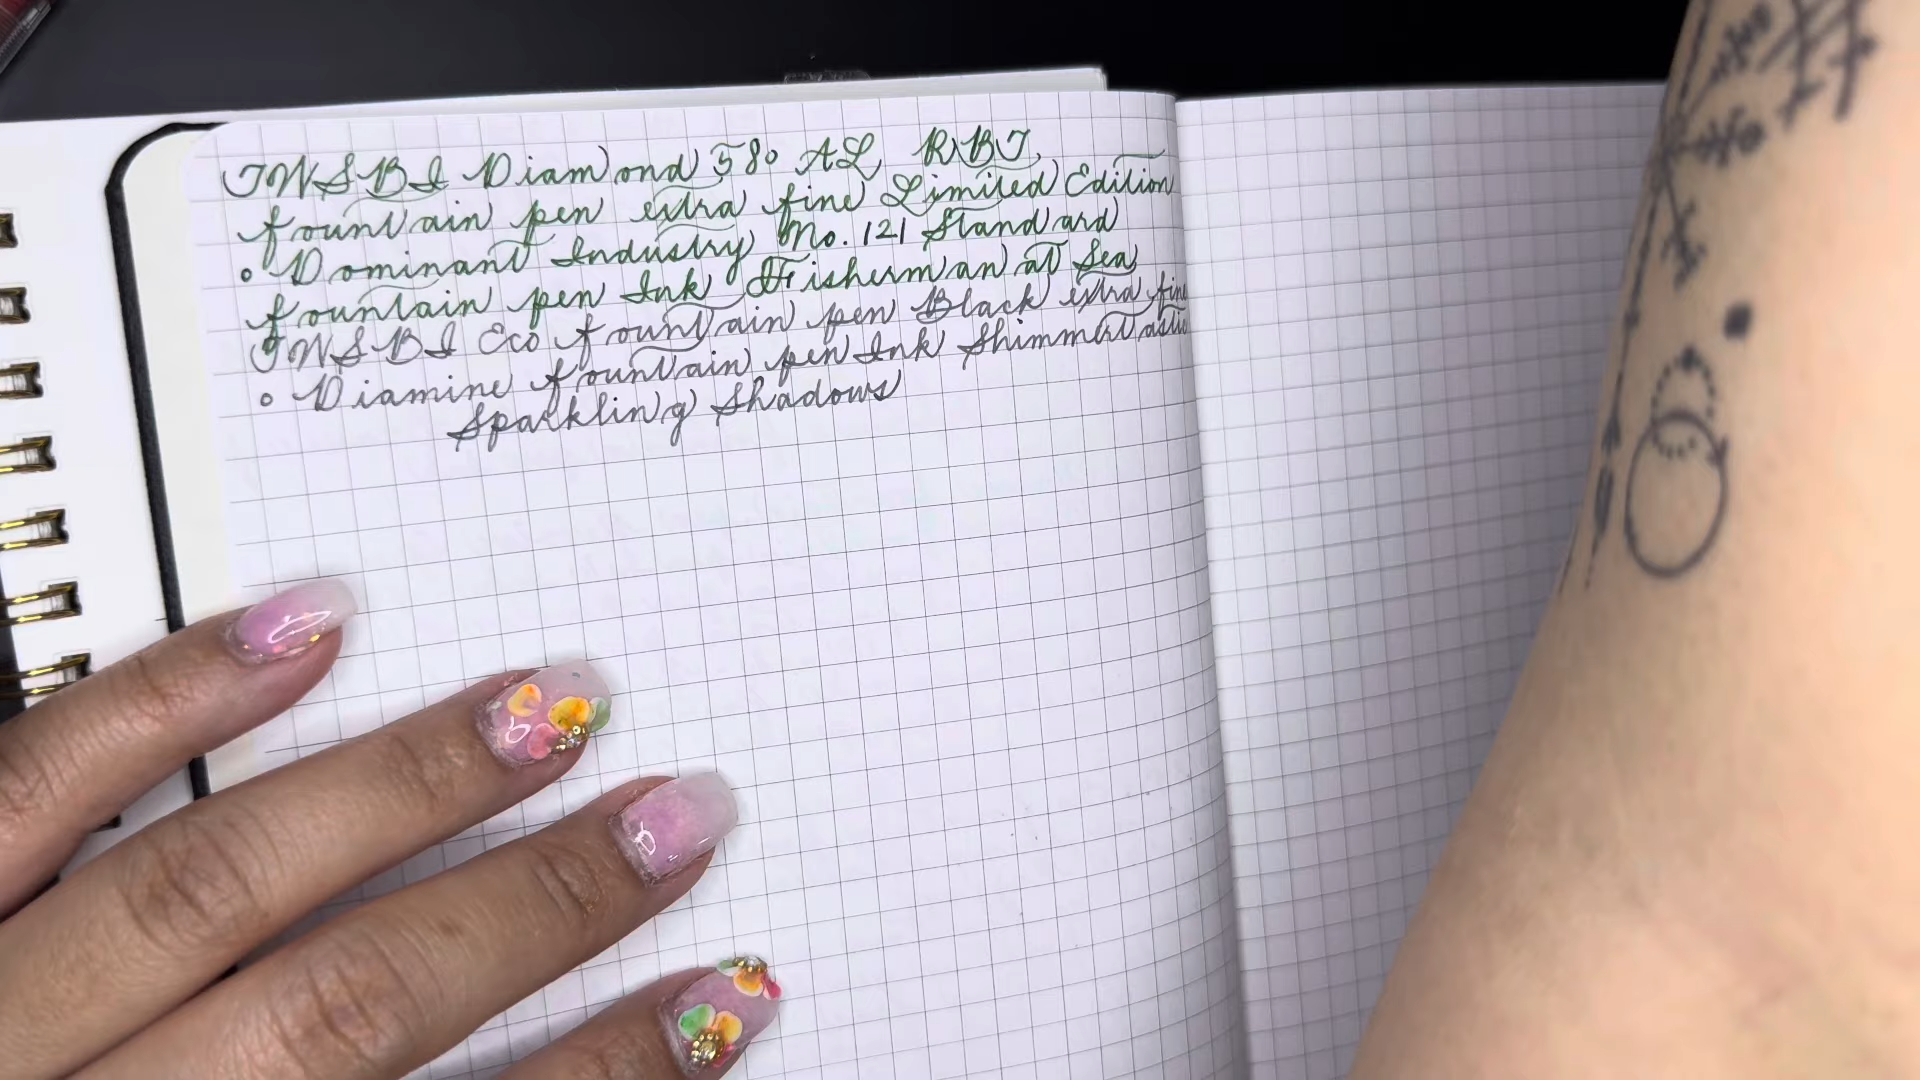 TWSBI Diamond 580 AL RBT
fountain pen extra fine Limited Edition
• Dominant Industry No. 121 Standard
fountain pen Ink Fisherman at Sea
TWSBI Eco fountain pen Black extra fine
• Diamine fountain pen Ink Shimmertastic
Sparkling Shadows